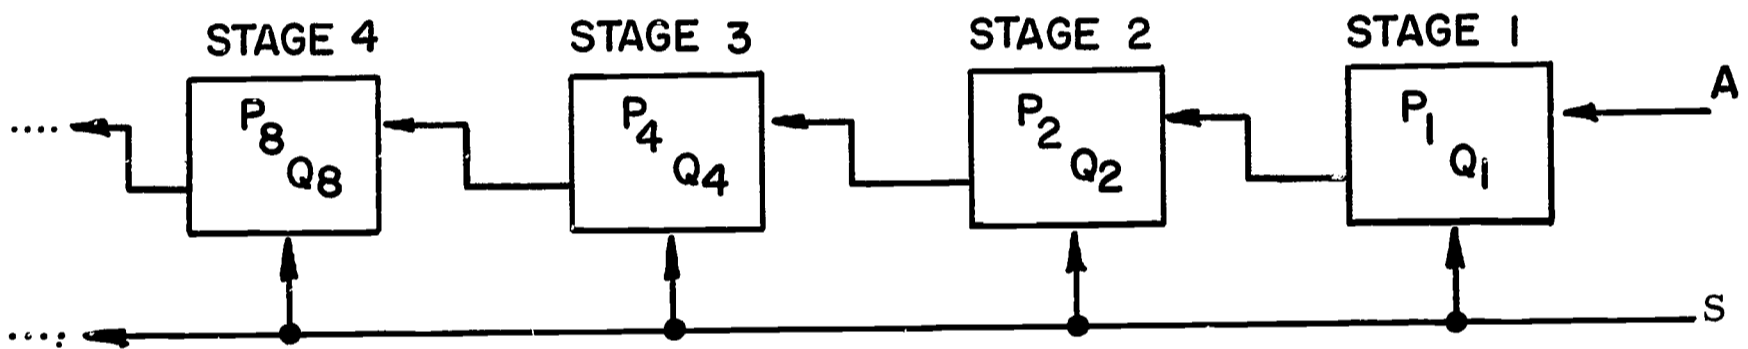 STAGE 4 STAGE 3 STAGE 2 STAGE 1
.... P8 P4 P2 P1 A
Q8 Q4 Q2 Q1
.... S